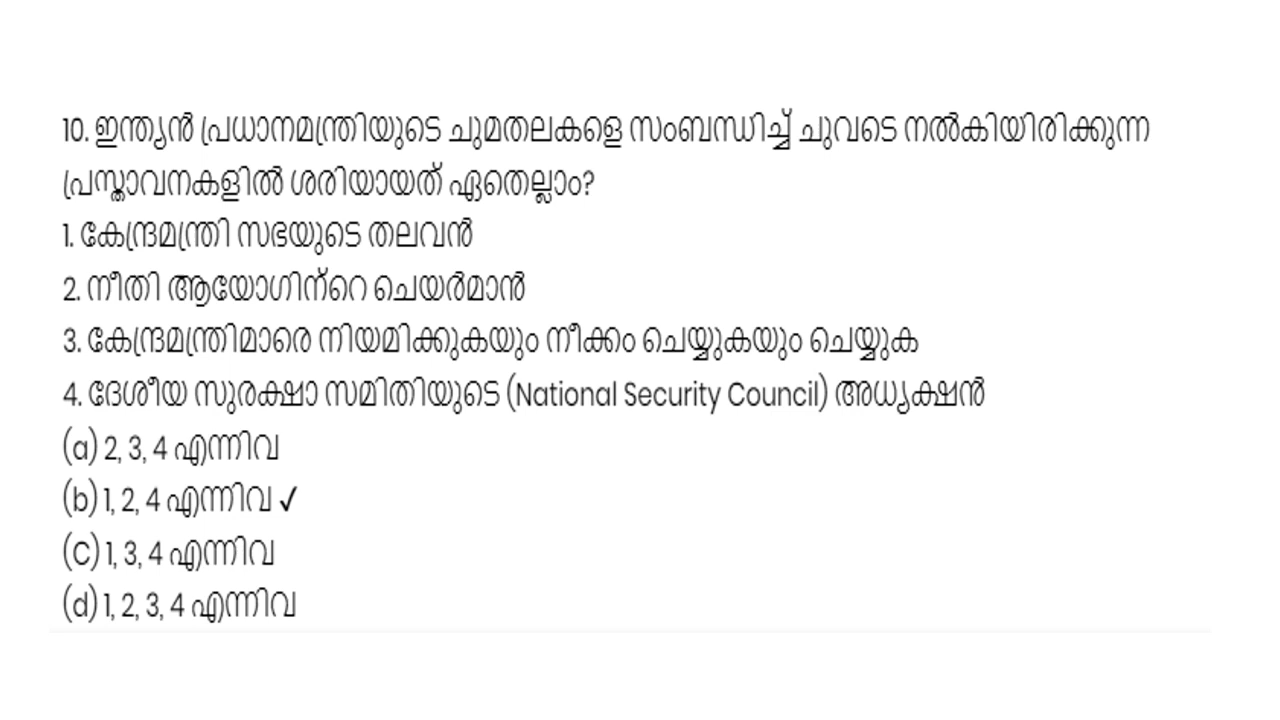 10. ഇന്ത്യൻ പ്രധാനമന്ത്രിയുടെ ചുമതലകളെ സംബന്ധിച്ച് ചുവടെ നൽകിയിരിക്കുന്ന
പ്രസ്താവനകളിൽ ശരിയായത് ഏതെല്ലാം?
1. കേന്ദ്രമന്ത്രി സഭയുടെ തലവൻ
2. നീതി ആയോഗിന്റെ ചെയർമാൻ
3. കേന്ദ്രമന്ത്രിമാരെ നിയമിക്കുകയും നീക്കം ചെയ്യുകയും ചെയ്യുക
4. ദേശീയ സുരക്ഷാ സമിതിയുടെ (National Security Council) അധ്യക്ഷൻ
(a) 2, 3, 4 എന്നിവ
(b) 1, 2, 4 എന്നിവ ✓
(C) 1, 3, 4 എന്നിവ
(d) 1, 2, 3, 4 എന്നിവ